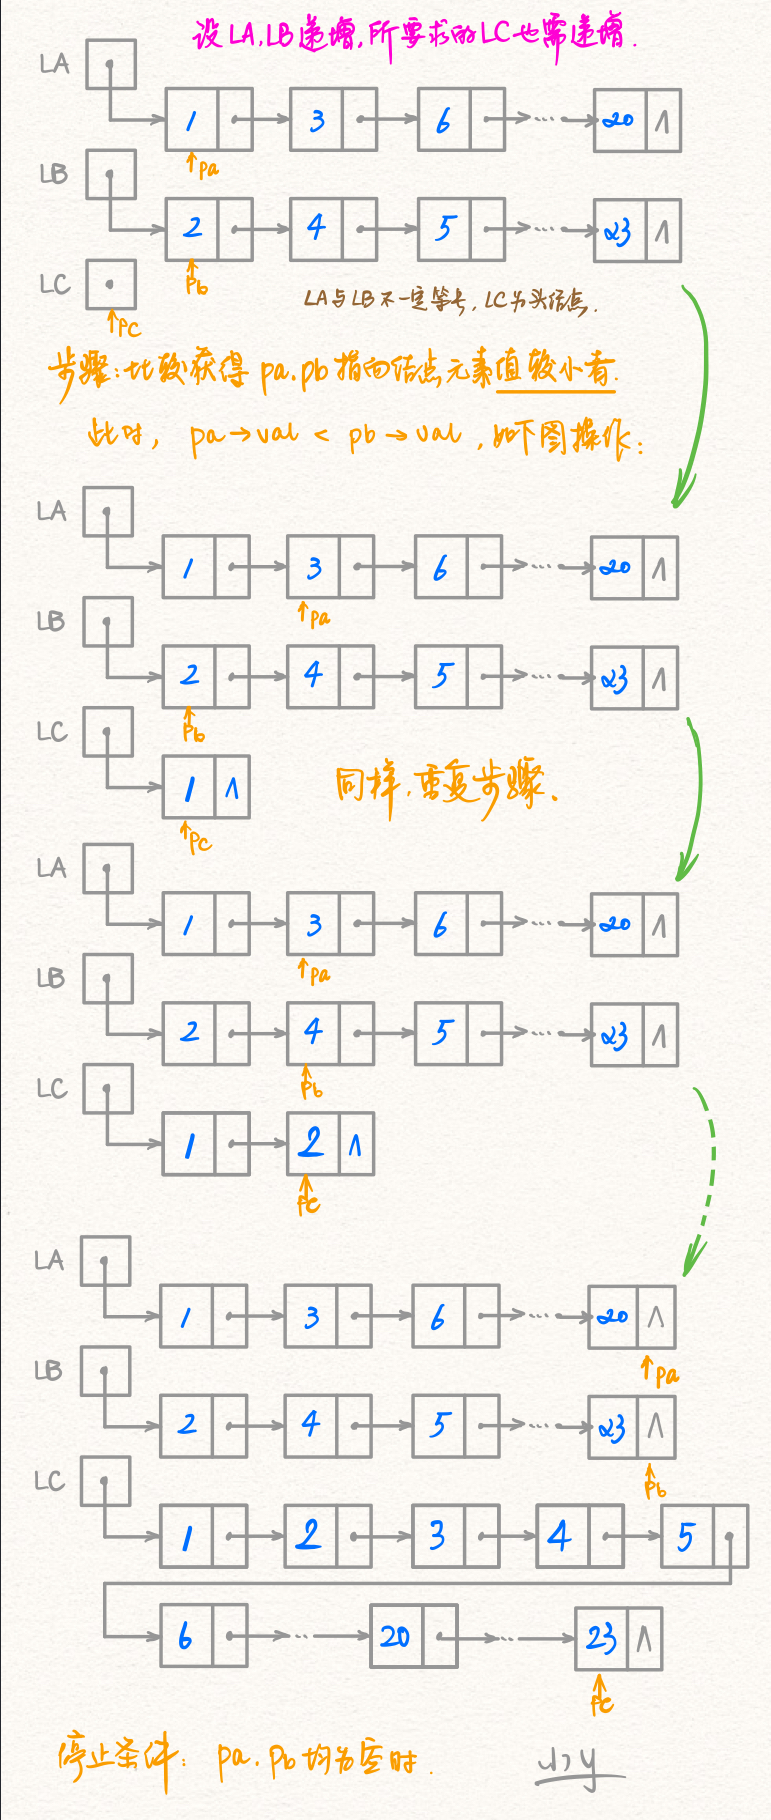 设LA,LB递增,所要求的LC也需递增.
LA
1 3 6 ... 20 ∧
pa
LB
2 4 5 ... 23 ∧
pb
LC
pc
LA与LB不一定等长,LC为头结点.
步骤:比较获得 pa.pb指向结点元素值较小者.
此时, pa→val < pb→val ,如下图操作:
LA
1 3 6 ... 20 ∧
pa
LB
2 4 5 ... 23 ∧
pb
LC
1 ∧
pc
同样,重复步骤.
LA
1 3 6 ... 20 ∧
pa
LB
2 4 5 ... 23 ∧
pb
LC
1 2 ∧
pc
LA
1 3 6 ... 20 ∧
pa
LB
2 4 5 ... 23 ∧
pb
LC
1 2 3 4 5
6 ... 20 ... 23 ∧
pc
停止条件: pa.pb均为空时.